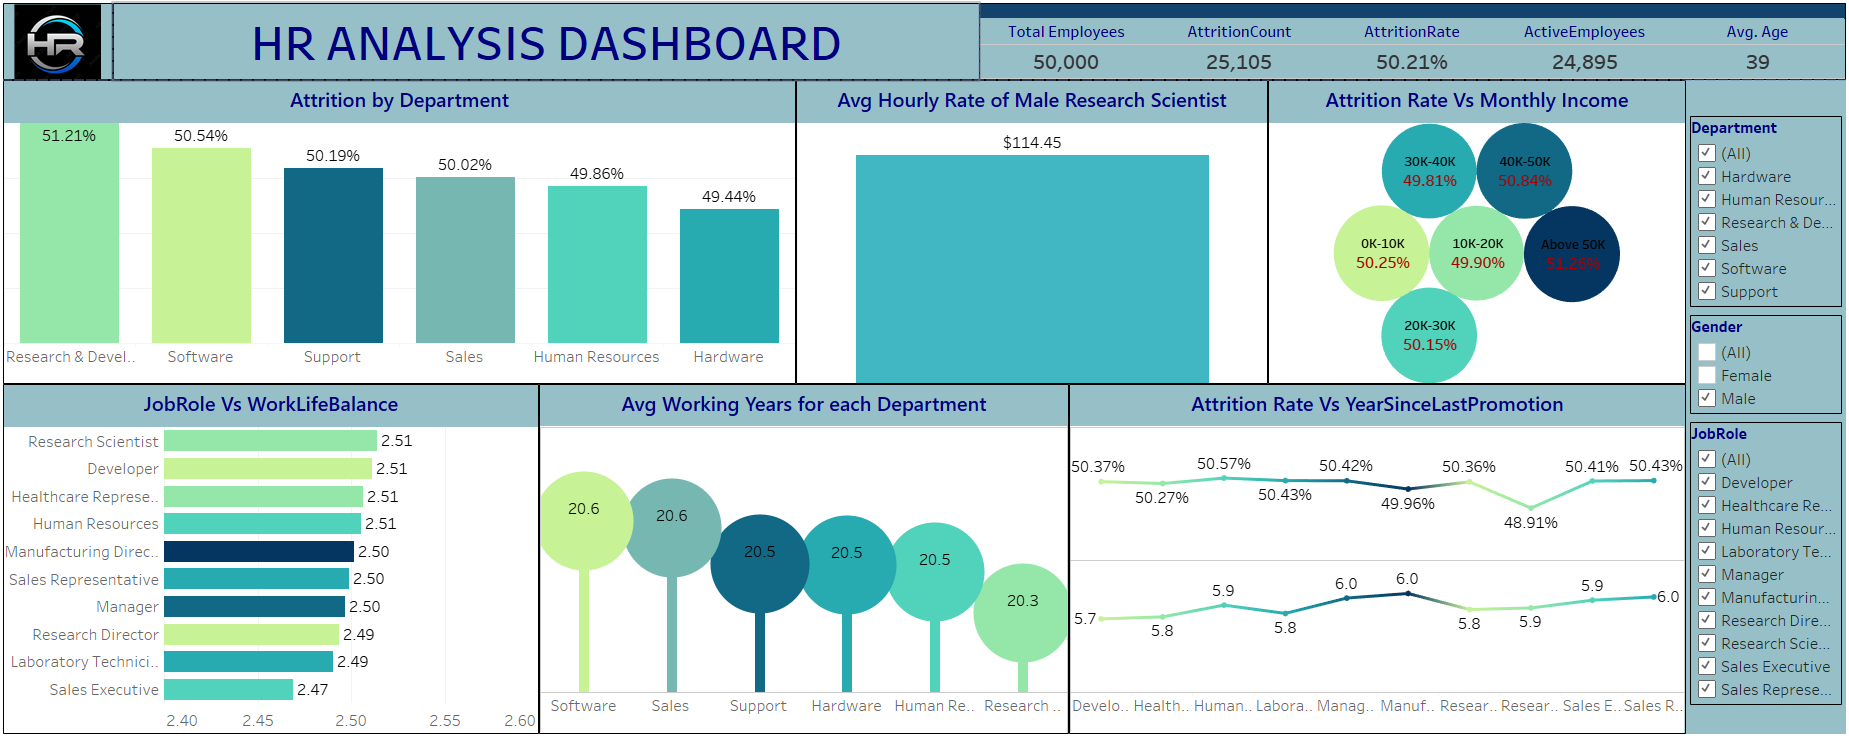 HR
HR ANALYSIS DASHBOARD
Total Employees AttritionCount AttritionRate ActiveEmployees Avg. Age
50,000 25,105 50.21% 24,895 39
Attrition by Department
51.21% 50.54% 50.19% 50.02% 49.86% 49.44%
Research & Devel.. Software Support Sales Human Resources Hardware
Avg Hourly Rate of Male Research Scientist
$114.45
Attrition Rate Vs Monthly Income
30K-40K 40K-50K
49.81% 50.84%
0K-10K 10K-20K Above 50K
50.25% 49.90% 51.26%
20K-30K
50.15%
Department
(All)
Hardware
Human Resour...
Research & De...
Sales
Software
Support
Gender
(All)
Female
Male
JobRole
(All)
Developer
Healthcare Re...
Human Resour...
Laboratory Te...
Manager
Manufacturin...
Research Dire...
Research Scie...
Sales Executive
Sales Represe...
JobRole Vs WorkLifeBalance
Research Scientist 2.51
Developer 2.51
Healthcare Represe.. 2.51
Human Resources 2.51
Manufacturing Direc.. 2.50
Sales Representative 2.50
Manager 2.50
Research Director 2.49
Laboratory Technici.. 2.49
Sales Executive 2.47
2.40 2.45 2.50 2.55 2.60
Avg Working Years for each Department
20.6 20.6 20.5 20.5 20.5 20.3
Software Sales Support Hardware Human Re.. Research ..
Attrition Rate Vs YearSinceLastPromotion
50.37% 50.27% 50.57% 50.43% 50.42% 49.96% 50.36% 48.91% 50.41% 50.43%
5.7 5.8 5.9 5.8 6.0 6.0 5.8 5.9 5.9 6.0
Develo.. Health.. Human.. Labora.. Manag.. Manuf.. Resear.. Resear.. Sales E.. Sales R..